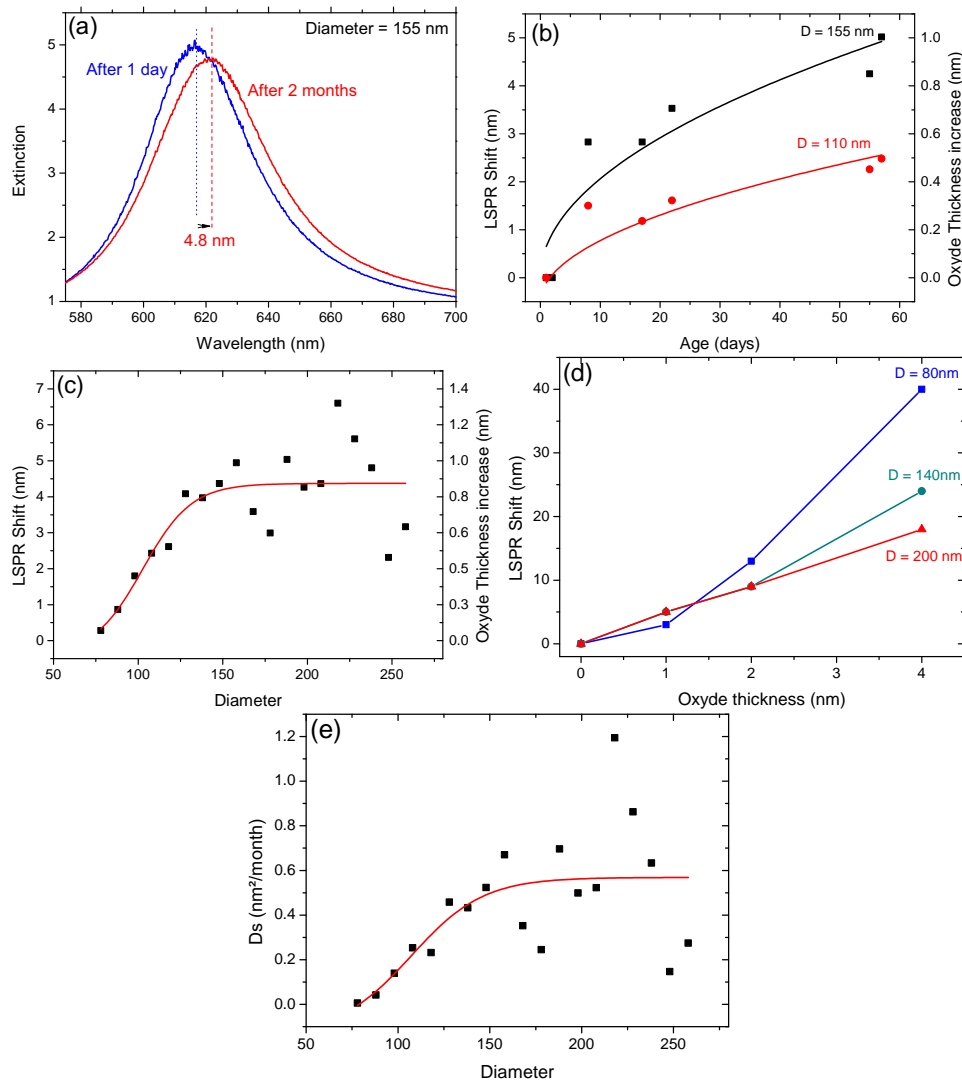 (a)
Diameter = 155 nm
After 1 day
After 2 months
4.8 nm
Extinction
5
4
3
2
1
580 600 620 640 660 680 700
Wavelength (nm)
(b)
D = 155 nm
D = 110 nm
LSPR Shift (nm)
5
4
3
2
1
0
Oxyde Thickness increase (nm)
1.0
0.8
0.6
0.4
0.2
0.0
0 10 20 30 40 50 60
Age (days)
(c)
LSPR Shift (nm)
7
6
5
4
3
2
1
0
Oxyde Thickness increase (nm)
1.4
1.2
1.0
0.8
0.5
0.3
0.0
50 100 150 200 250
Diameter
(d)
D = 80nm
D = 140nm
D = 200 nm
LSPR Shift (nm)
40
30
20
10
0
0 1 2 3 4
Oxyde thickness (nm)
(e)
Ds (nm²/month)
1.2
1.0
0.8
0.6
0.4
0.2
0.0
50 100 150 200 250
Diameter